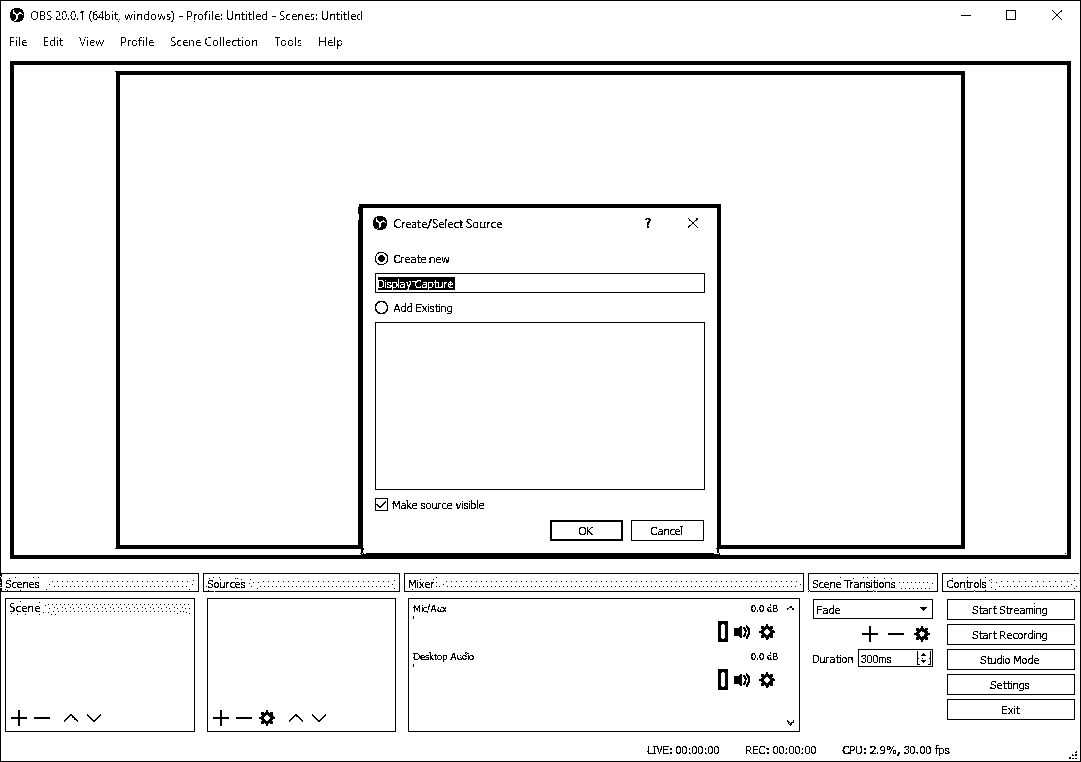 OBS 20.0.1 (64bit, windows) - Profile: Untitled - Scenes: Untitled
File Edit View Profile Scene Collection Tools Help
Create/Select Source ?
Create new
Display Capture
Add Existing
Make source visible
OK Cancel
Scenes Sources Mixer Scene Transitions Controls
Scene
Mic/Aux 0.0 dB
Desktop Audio 0.0 dB
Fade
Duration 300ms
Start Streaming
Start Recording
Studio Mode
Settings
Exit
LIVE: 00:00:00 REC: 00:00:00 CPU: 2.9%, 30.00 fps